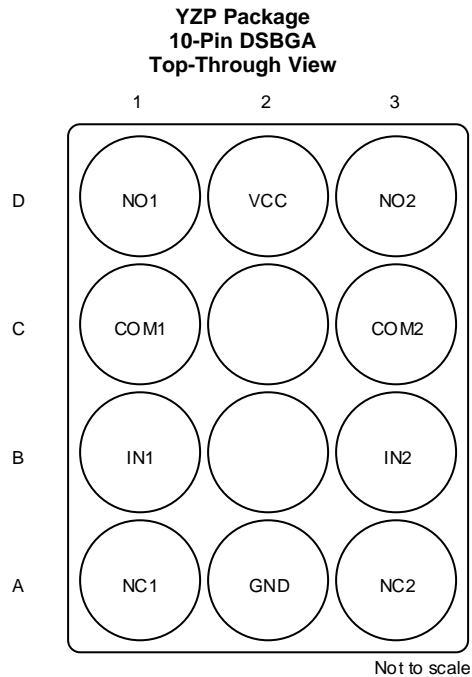 YZP Package
10-Pin DSBGA
Top-Through View
1 2 3
D NO1 VCC NO2
C COM1 COM2
B IN1 IN2
A NC1 GND NC2
Not to scale